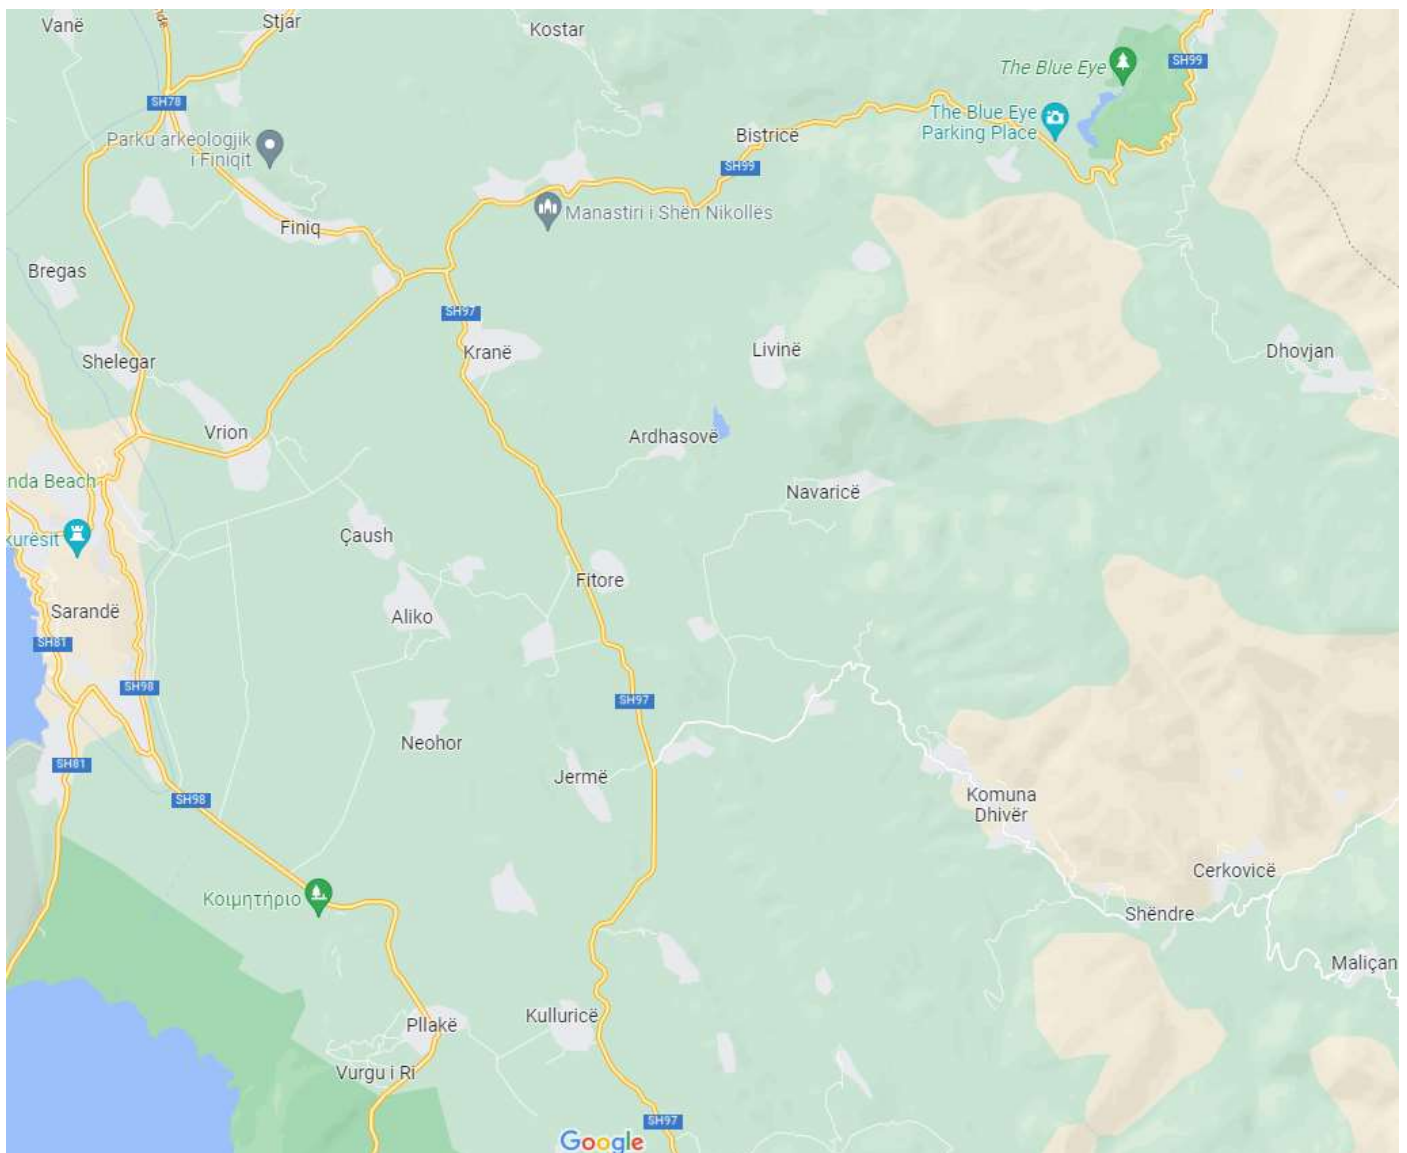 Vanë
Stjar
Kostar
The Blue Eye
SH99
SH78
The Blue Eye
Parking Place
Parku arkeologjik
i Finiqit
Bistricë
SH99
Manastiri i Shën Nikollës
Finiq
Bregas
SH97
Kranë
Livinë
Dhovjan
Shelegar
Vrion
Ardhasovë
nda Beach
Navaricë
kurësit
Çaush
Fitore
Sarandë
Aliko
SH81
SH98
SH97
Neohor
SH81
Jermë
SH98
Komuna
Dhivër
Cerkovicë
Κοιμητήριο
Shëndre
Maliçan
Kulluricë
Pllakë
Vurgu i Ri
SH97
Google